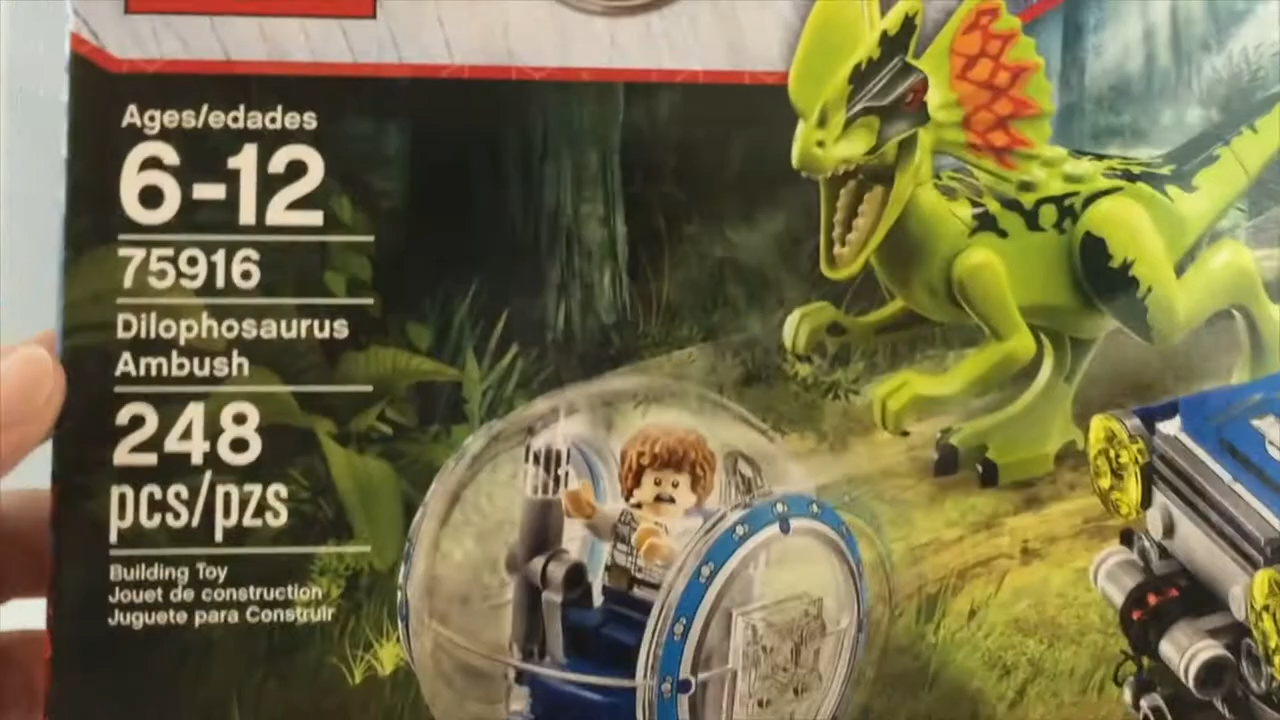 Ages/edades
6-12
75916
Dilophosaurus
Ambush
248
pcs/pzs
Building Toy
Jouet de construction
Juguete para Construir